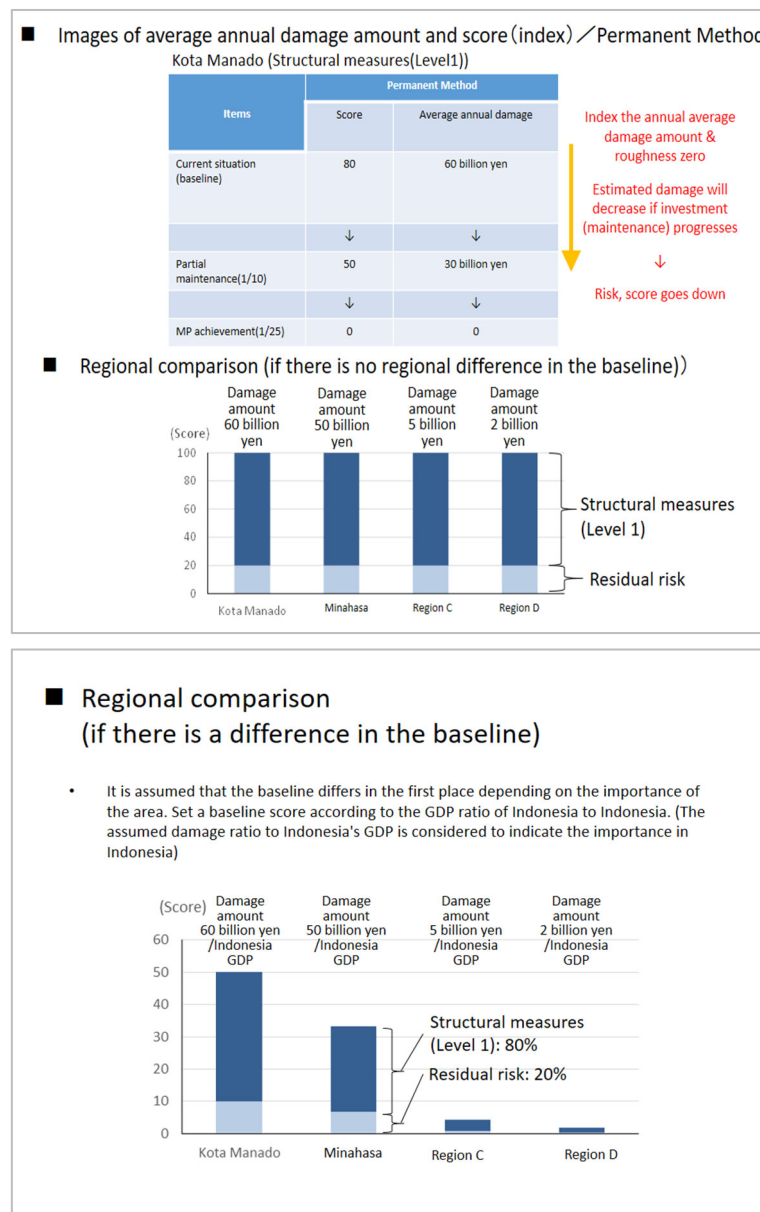 ■ Images of average annual damage amount and score(index)／Permanent Method
Kota Manado (Structural measures(Level1))
Items
Permanent Method
Score
Average annual damage
Current situation
(baseline)
80
60 billion yen
↓
↓
Partial
maintenance(1/10)
50
30 billion yen
↓
↓
MP achievement(1/25)
0
0
Index the annual average
damage amount &
roughness zero
Estimated damage will
decrease if investment
(maintenance) progresses
↓
Risk, score goes down
■ Regional comparison (if there is no regional difference in the baseline)）
Damage
amount
60 billion
yen
Damage
amount
50 billion
yen
Damage
amount
5 billion
yen
Damage
amount
2 billion
yen
(Score)
100
80
60
40
20
0
Structural measures
(Level 1)
Residual risk
Kota Manado
Minahasa
Region C
Region D
■ Regional comparison
(if there is a difference in the baseline)
• It is assumed that the baseline differs in the first place depending on the importance of
the area. Set a baseline score according to the GDP ratio of Indonesia to Indonesia. (The
assumed damage ratio to Indonesia's GDP is considered to indicate the importance in
Indonesia)
(Score)
Damage
amount
60 billion yen
/Indonesia
GDP
Damage
amount
50 billion yen
/Indonesia
GDP
Damage
amount
5 billion yen
/Indonesia
GDP
Damage
amount
2 billion yen
/Indonesia
GDP
60
50
40
30
20
10
0
Structural measures
(Level 1): 80%
Residual risk: 20%
Kota Manado
Minahasa
Region C
Region D